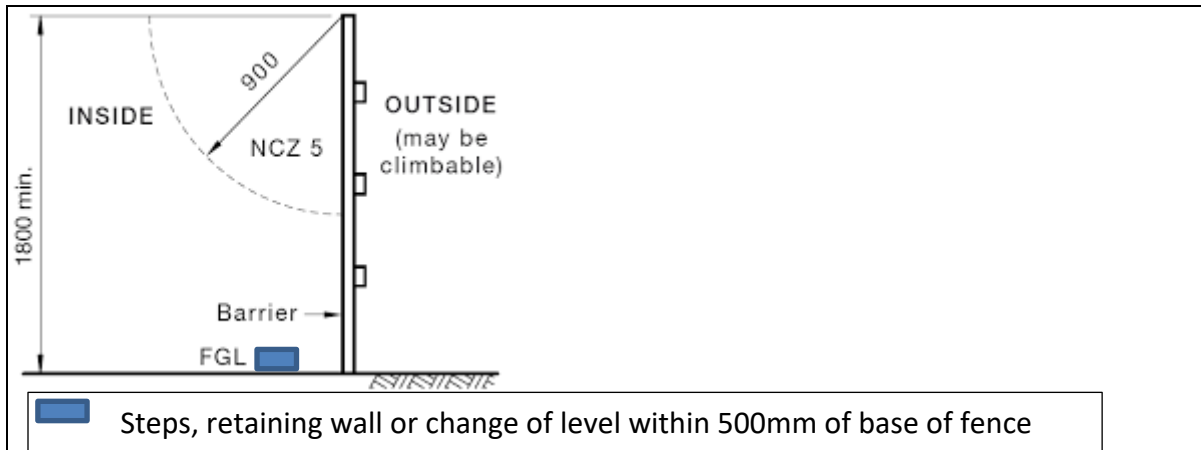 900
INSIDE
NCZ 5
OUTSIDE
(may be
climbable)
1800 min.
Barrier
FGL
Steps, retaining wall or change of level within 500mm of base of fence